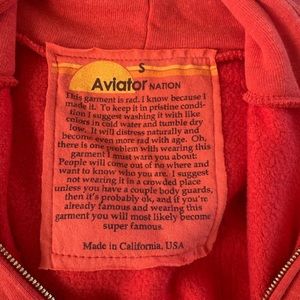 S
Aviator NATION
This garment is rad. I know because I
made it. To keep it in pristine condi-
tion I suggest washing it with like
colors in cold water and tumble dry
low. It will distress naturally and
become even more rad with age. Oh,
there is one problem with wearing this
garment I must warn you about:
People will come out of no where and
want to know who you are. I suggest
not wearing it in a crowded place
unless you have a couple body guards,
then it's probably ok, and if you're
already famous and wearing this
garment you will most likely become
super famous.
Made in California, USA